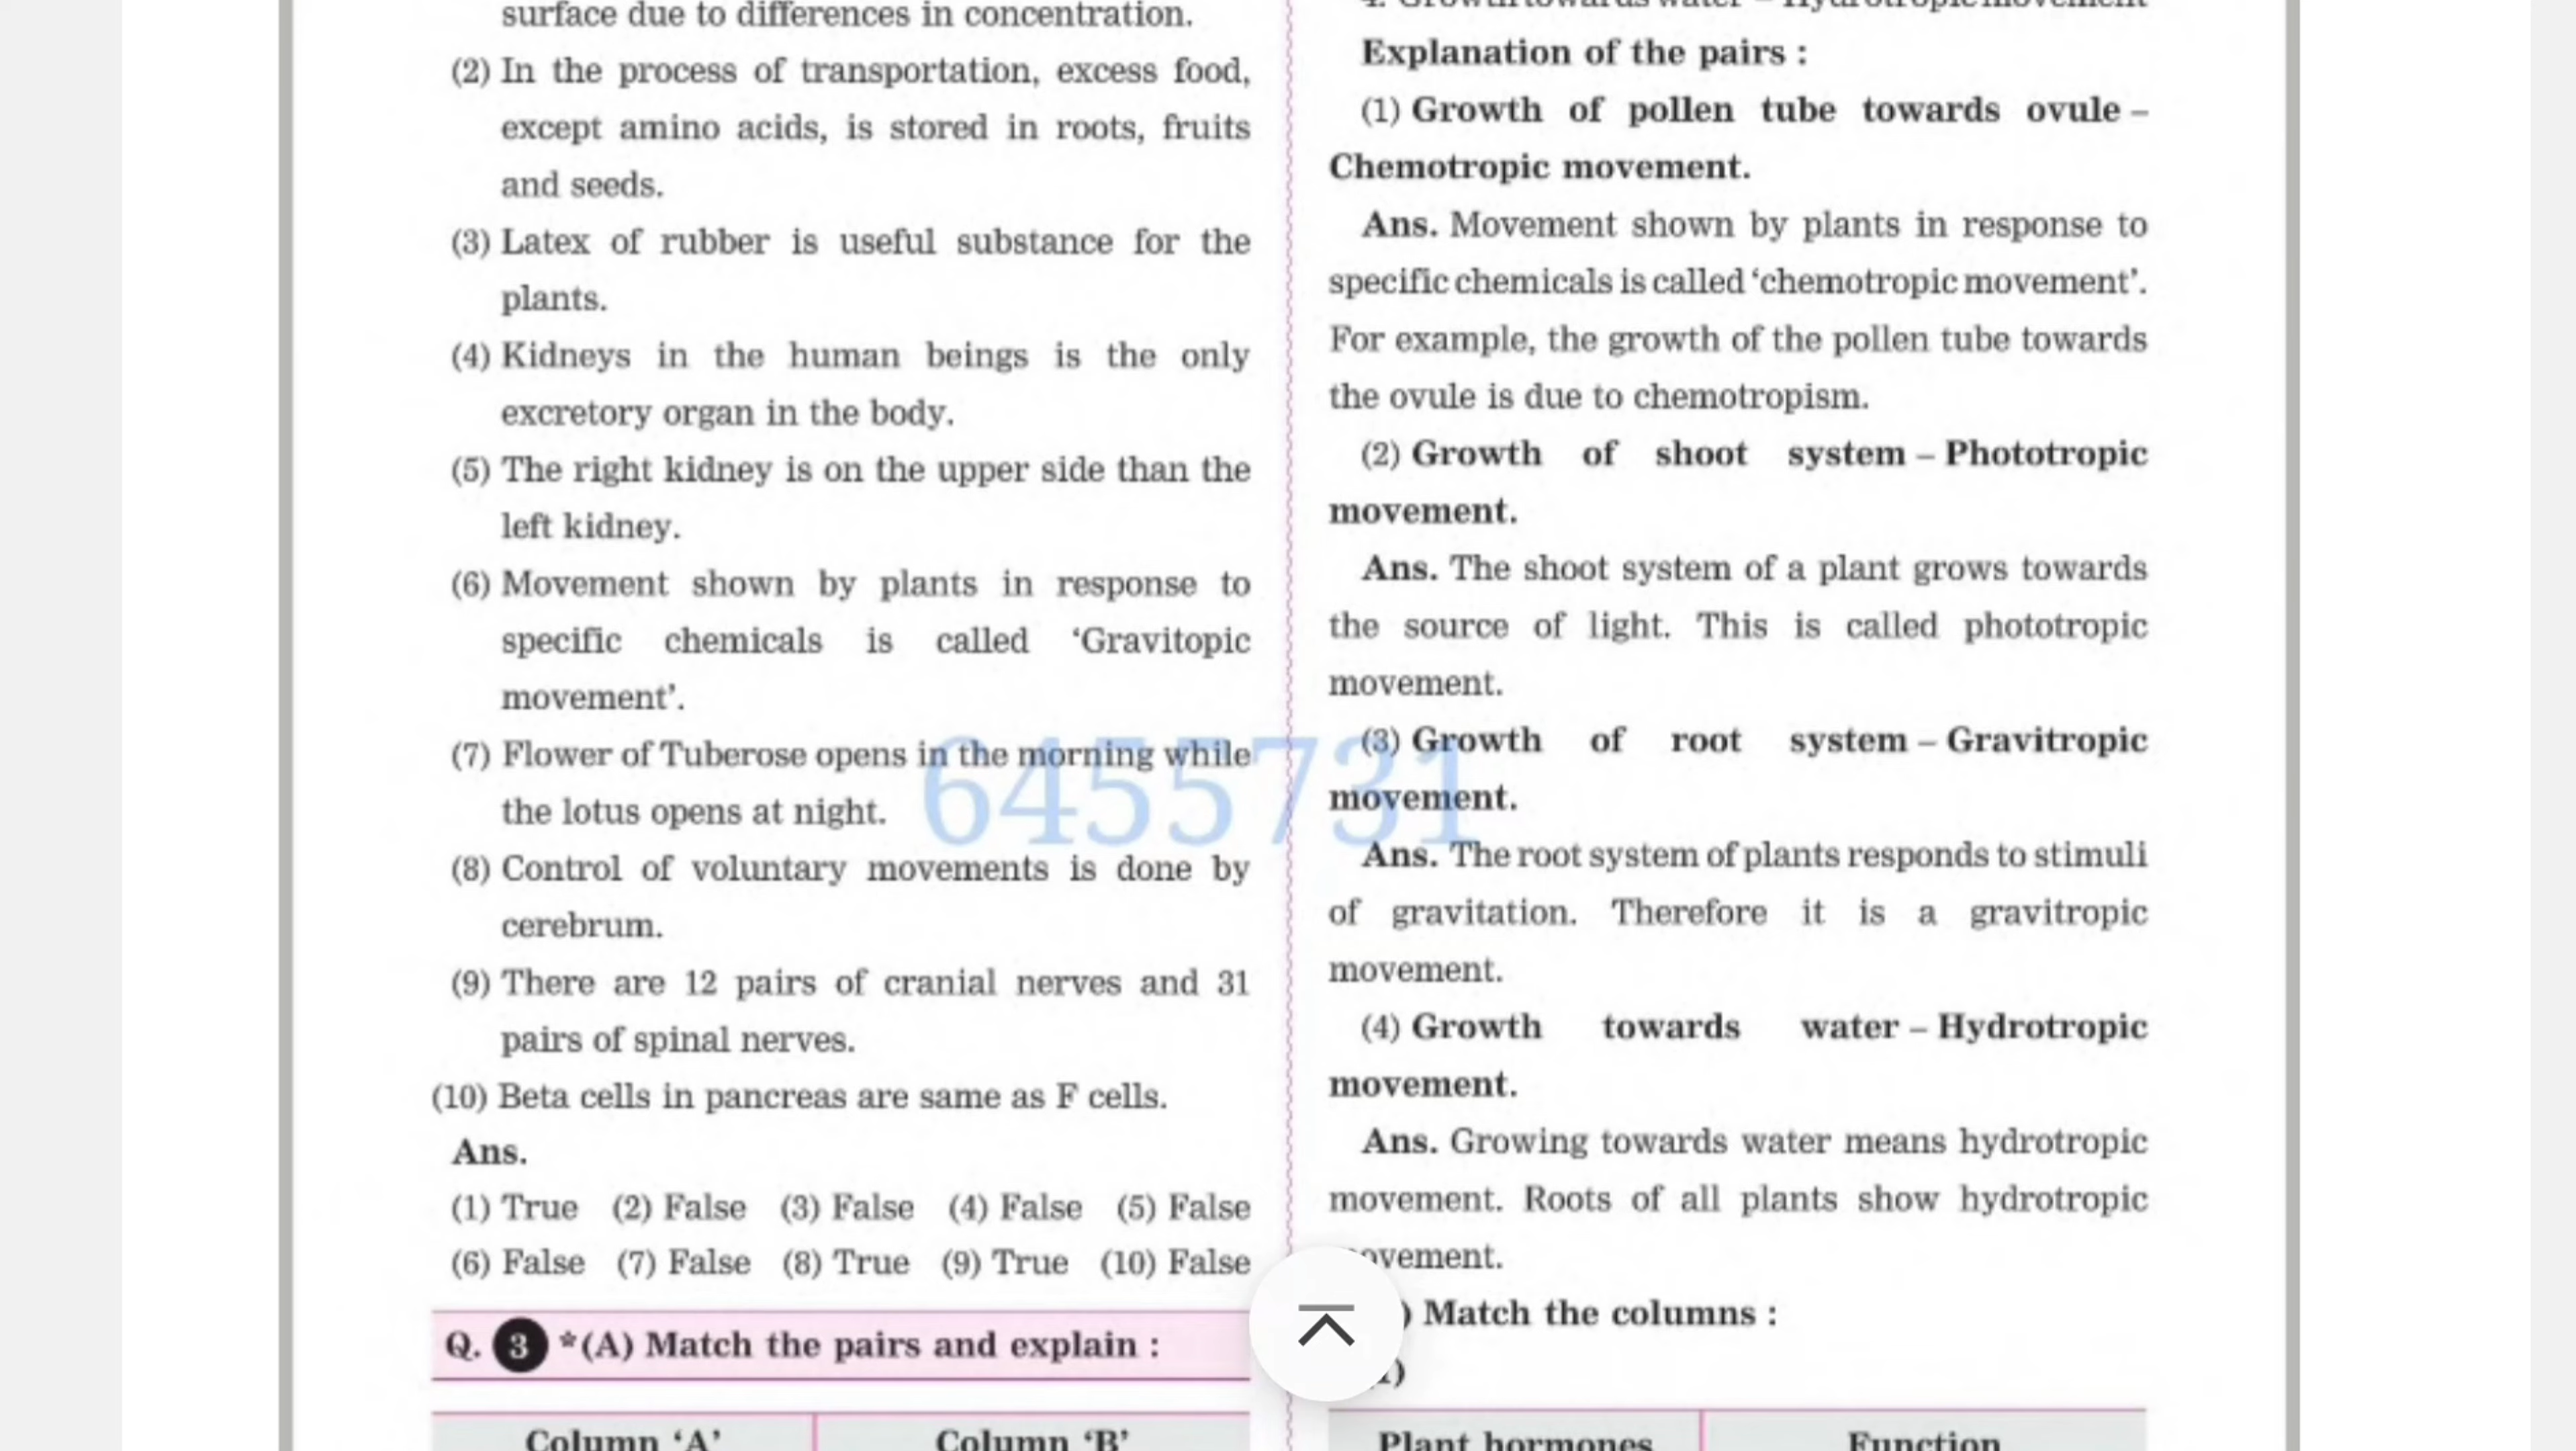 surface due to differences in concentration.
(2) In the process of transportation, excess food,
except amino acids, is stored in roots, fruits
and seeds.
(3) Latex of rubber is useful substance for the
plants.
(4) Kidneys in the human beings is the only
excretory organ in the body.
(5) The right kidney is on the upper side than the
left kidney.
(6) Movement shown by plants in response to
specific chemicals is called ‘Gravitopic
movement’.
(7) Flower of Tuberose opens in the morning while
the lotus opens at night.
(8) Control of voluntary movements is done by
cerebrum.
(9) There are 12 pairs of cranial nerves and 31
pairs of spinal nerves.
(10) Beta cells in pancreas are same as F cells.
Ans.
(1) True (2) False (3) False (4) False (5) False
(6) False (7) False (8) True (9) True (10) False
Q. 3 *(A) Match the pairs and explain :
Column ‘A’ Column ‘B’
4. Growth towards water – Hydrotropic movement
Explanation of the pairs :
(1) Growth of pollen tube towards ovule –
Chemotropic movement.
Ans. Movement shown by plants in response to
specific chemicals is called ‘chemotropic movement’.
For example, the growth of the pollen tube towards
the ovule is due to chemotropism.
(2) Growth of shoot system – Phototropic
movement.
Ans. The shoot system of a plant grows towards
the source of light. This is called phototropic
movement.
(3) Growth of root system – Gravitropic
movement.
Ans. The root system of plants responds to stimuli
of gravitation. Therefore it is a gravitropic
movement.
(4) Growth towards water – Hydrotropic
movement.
Ans. Growing towards water means hydrotropic
movement. Roots of all plants show hydrotropic
ovement.
) Match the columns :
Plant hormones Function
6455731